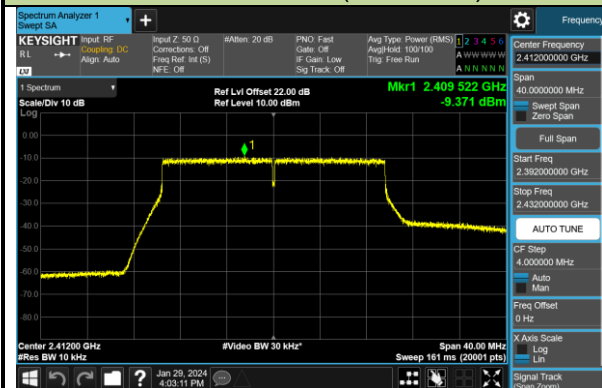 Spectrum Analyzer 1
Swept SA
+
Frequency
KEYSIGHT
RL
LXI
Input: RF
Coupling: DC
Align: Auto
Input Z: 50 Ω
Corrections: Off
Freq Ref: Int (S)
NFE: Off
#Atten: 20 dB
PNO: Fast
Gate: Off
IF Gain: Low
Sig Track: Off
Avg Type: Power (RMS)
Avg|Hold: 100/100
Trig: Free Run
1 2 3 4 5 6
A W W W W W
A N N N N N
1 Spectrum
Scale/Div 10 dB
Log
Ref Lvl Offset 22.00 dB
Ref Level 10.00 dBm
Mkr1 2.409 522 GHz
-9.371 dBm
1
0.00
-10.0
-20.0
-30.0
-40.0
-50.0
-60.0
-70.0
-80.0
Center 2.41200 GHz
#Res BW 10 kHz
#Video BW 30 kHz*
Span 40.00 MHz
Sweep 161 ms (20001 pts)
Jan 29, 2024
4:03:11 PM
?
Center Frequency
2.412000000 GHz
Span
40.0000000 MHz
Swept Span
Zero Span
Full Span
Start Freq
2.392000000 GHz
Stop Freq
2.432000000 GHz
AUTO TUNE
CF Step
4.000000 MHz
Auto
Man
Freq Offset
0 Hz
X Axis Scale
Log
Lin
Signal Track
(Span Zoom)